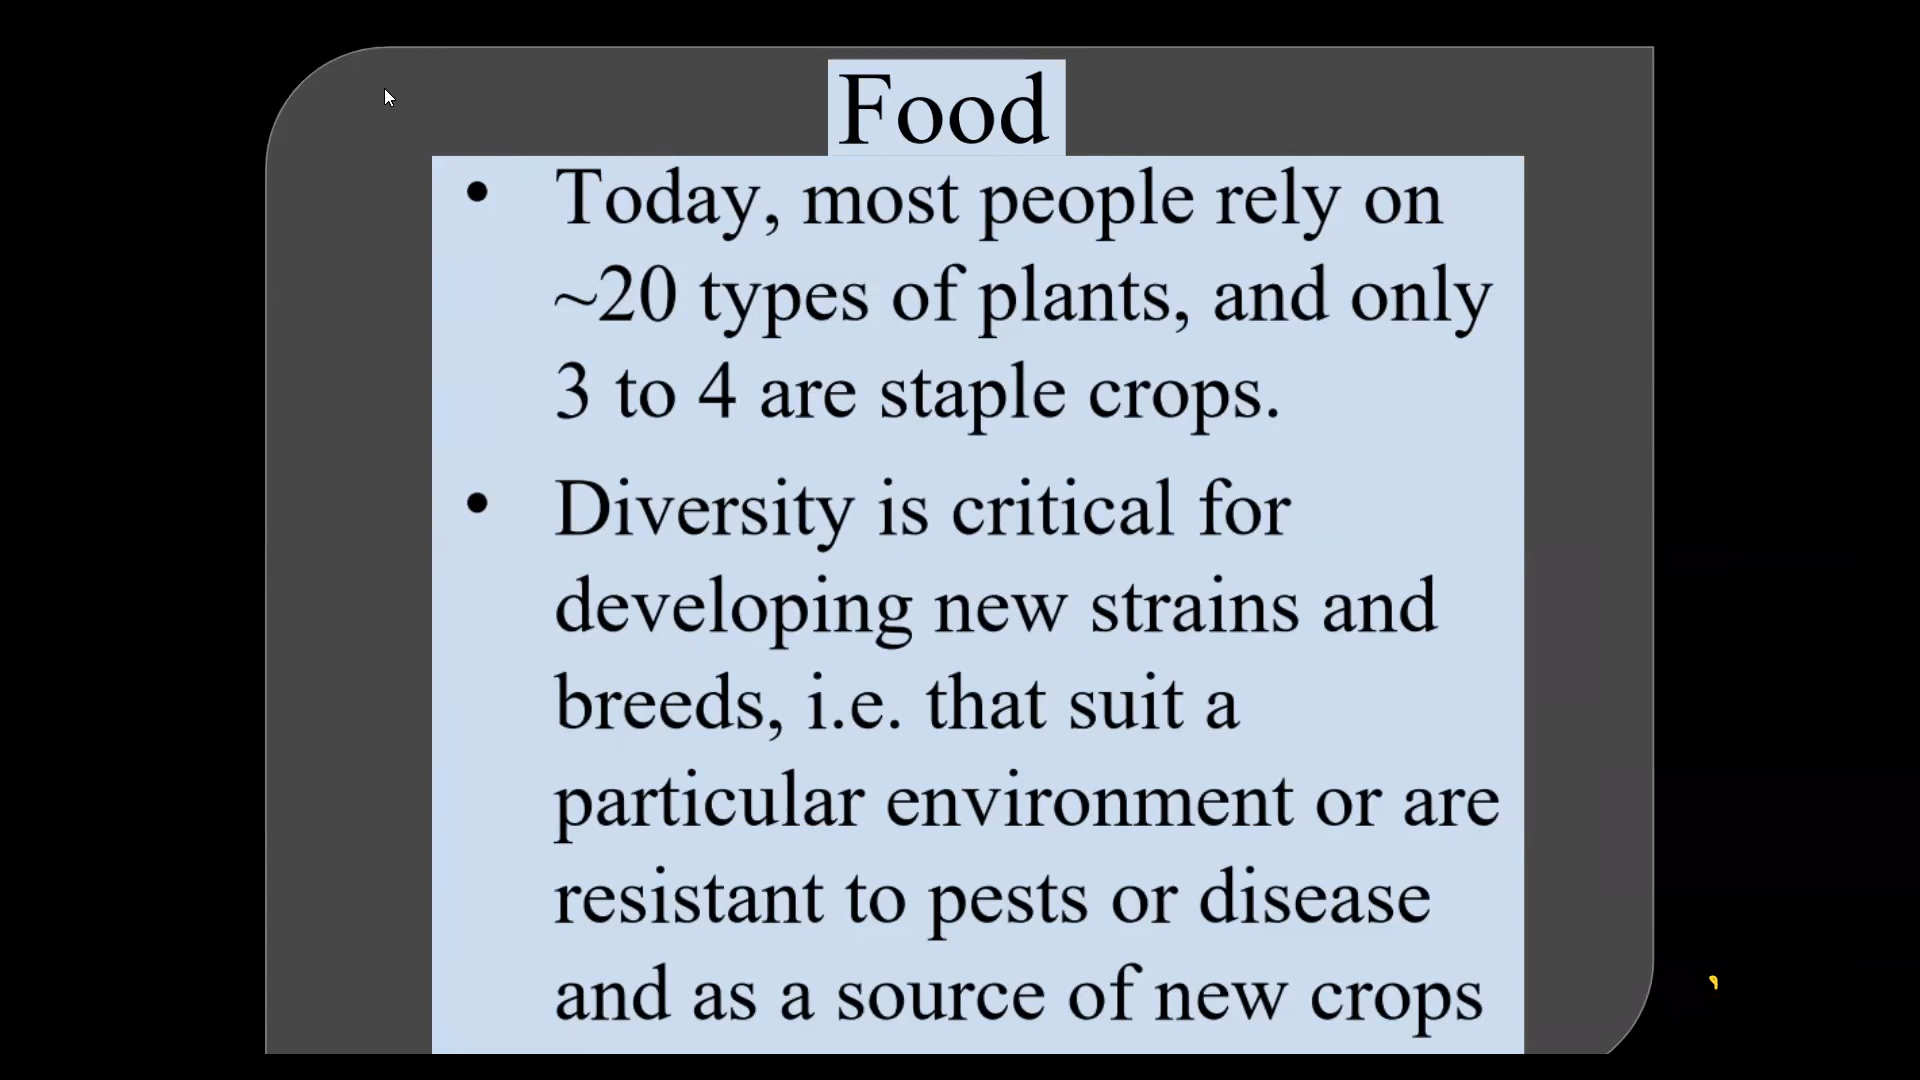 Food
• Today, most people rely on
~20 types of plants, and only
3 to 4 are staple crops.
• Diversity is critical for
developing new strains and
breeds, i.e. that suit a
particular environment or are
resistant to pests or disease
and as a source of new crops